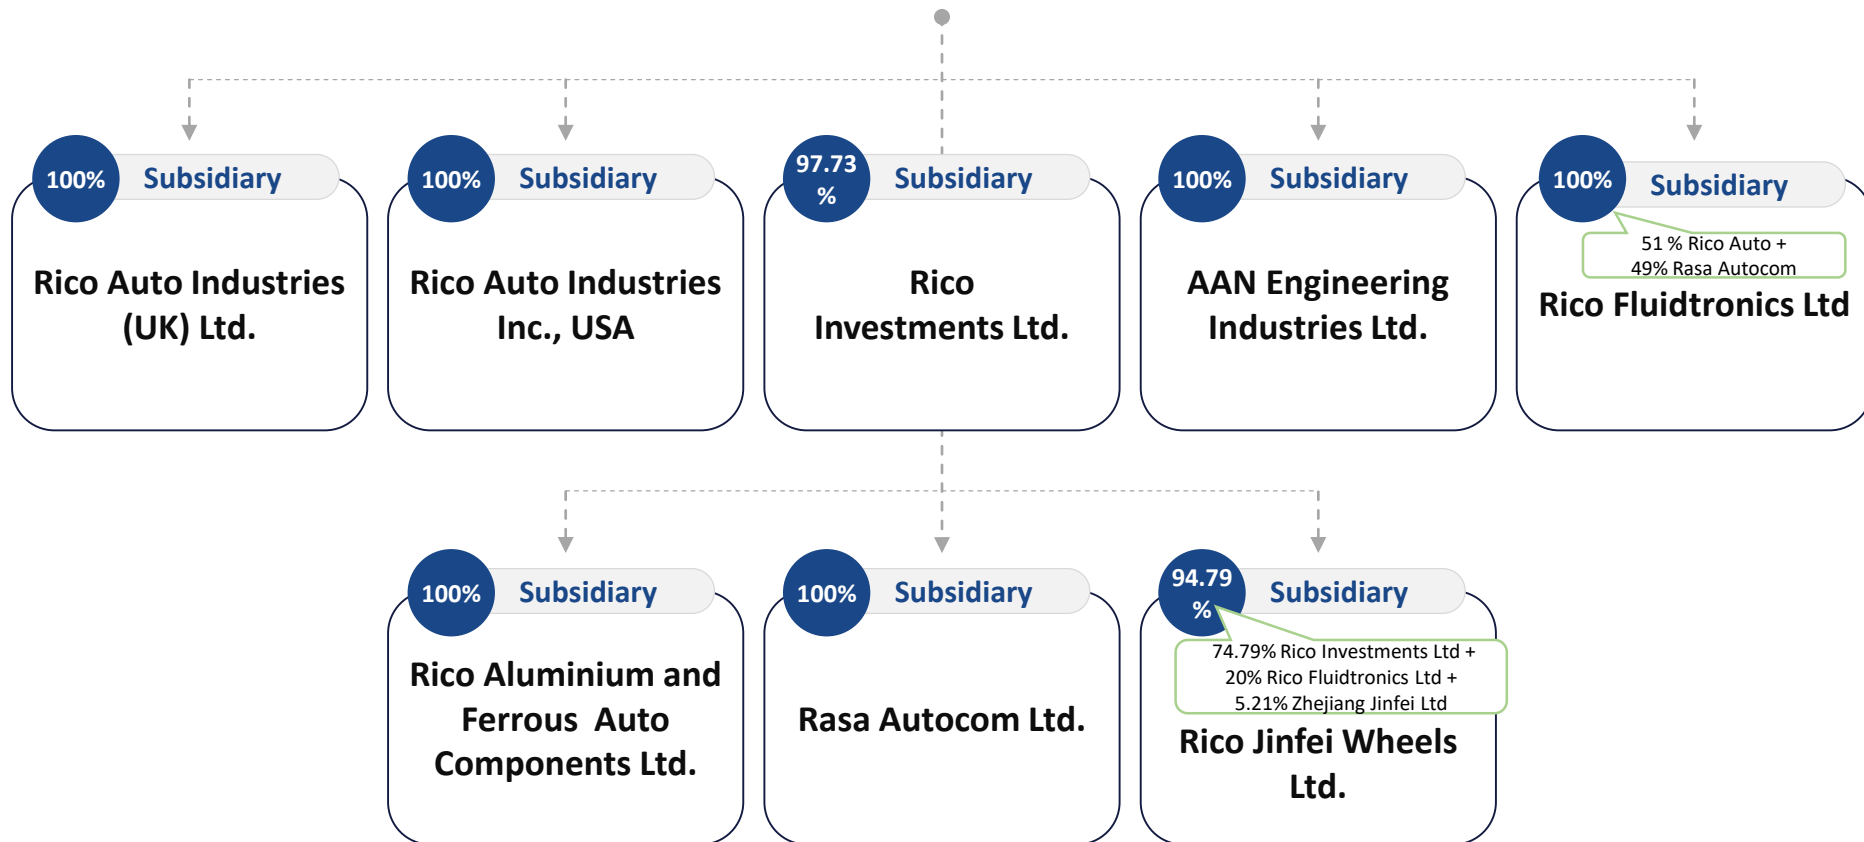 100%
Subsidiary
Rico Auto Industries
(UK) Ltd.
100%
Subsidiary
Rico Auto Industries
Inc., USA
97.73
%
Subsidiary
Rico
Investments Ltd.
100%
Subsidiary
AAN Engineering
Industries Ltd.
100%
Subsidiary
51 % Rico Auto +
49% Rasa Autocom
Rico Fluidtronics Ltd
100%
Subsidiary
Rico Aluminium and
Ferrous Auto
Components Ltd.
100%
Subsidiary
Rasa Autocom Ltd.
94.79
%
Subsidiary
74.79% Rico Investments Ltd +
20% Rico Fluidtronics Ltd +
5.21% Zhejiang Jinfei Ltd
Rico Jinfei Wheels
Ltd.